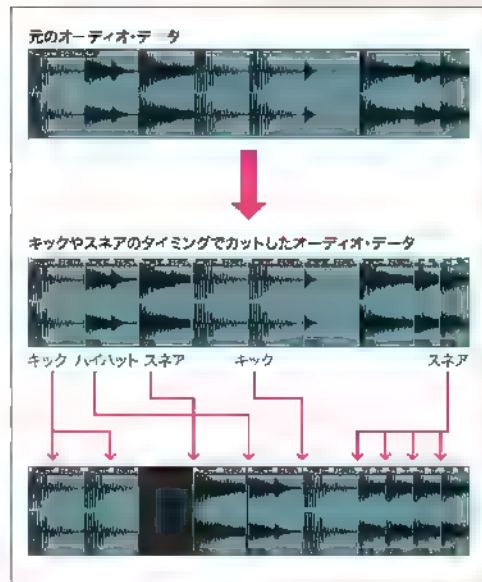 元のオーディオ・データ
キックやスネアのタイミングでカットしたオーディオ・データ
キック ハイハット スネア キック スネア